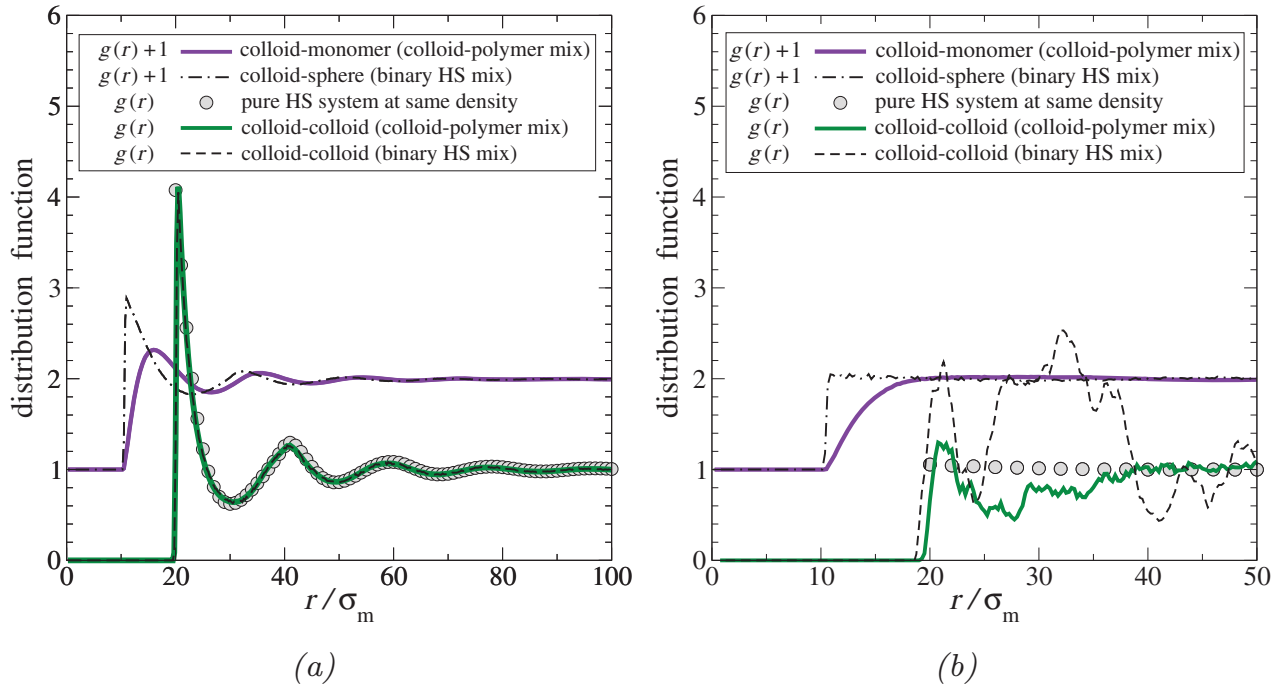 6
5
4
3
2
1
0
distribution function
g(r)+1 colloid-monomer (colloid-polymer mix)
g(r)+1 colloid-sphere (binary HS mix)
g(r) pure HS system at same density
g(r) colloid-colloid (colloid-polymer mix)
g(r) colloid-colloid (binary HS mix)
0 20 40 60 80 100
r/σm
(a)
6
5
4
3
2
1
0
distribution function
g(r)+1 colloid-monomer (colloid-polymer mix)
g(r)+1 colloid-sphere (binary HS mix)
g(r) pure HS system at same density
g(r) colloid-colloid (colloid-polymer mix)
g(r) colloid-colloid (binary HS mix)
0 10 20 30 40 50
r/σm
(b)